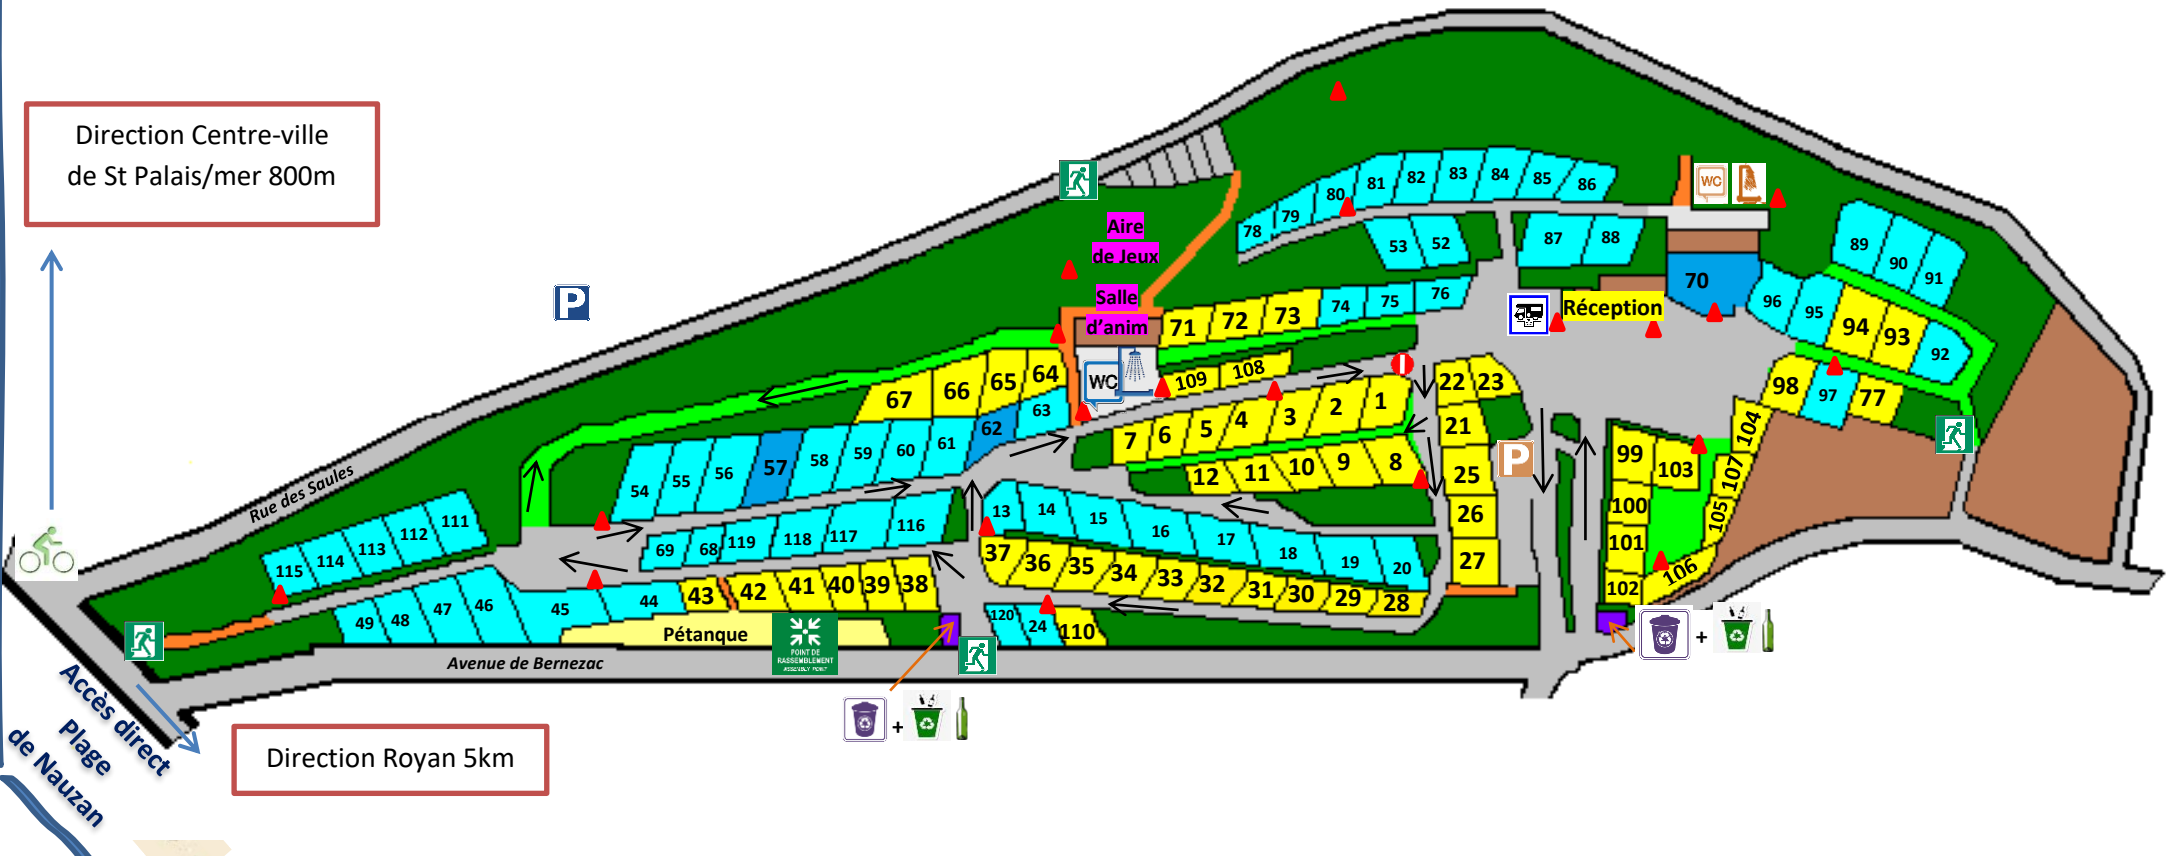 Direction Centre-ville
de St Palais/mer 800m
Rue des Saules
P
Aire
de Jeux
Salle
d'anim
WC
WC
Réception
P
78 79 80 81 82 83 84 85 86
53 52 87 88
89 90 91
70 96 95 94 93 92
71 72 73 74 75 76
109 108
98 97 77
67 66 65 64
63
54 55 56 57 58 59 60 61 62
7 6 5 4 3 2 1
12 11 10 9 8
22 23
21
25
26
27
99 103 104
100 107
101 105
102 106
115 114 113 112 111
69 68 119 118 117 116
13 14 15 16 17 18 19 20
37 36 35 34 33 32 31 30 29 28
49 48 47 46 45 44 43 42 41 40 39 38
120 24 110
Pétanque
POINT DE
RASSEMBLEMENT
ASSEMBLY POINT
Avenue de Bernezac
+
+
Accès direct
Plage
de Nauzan
Direction Royan 5km